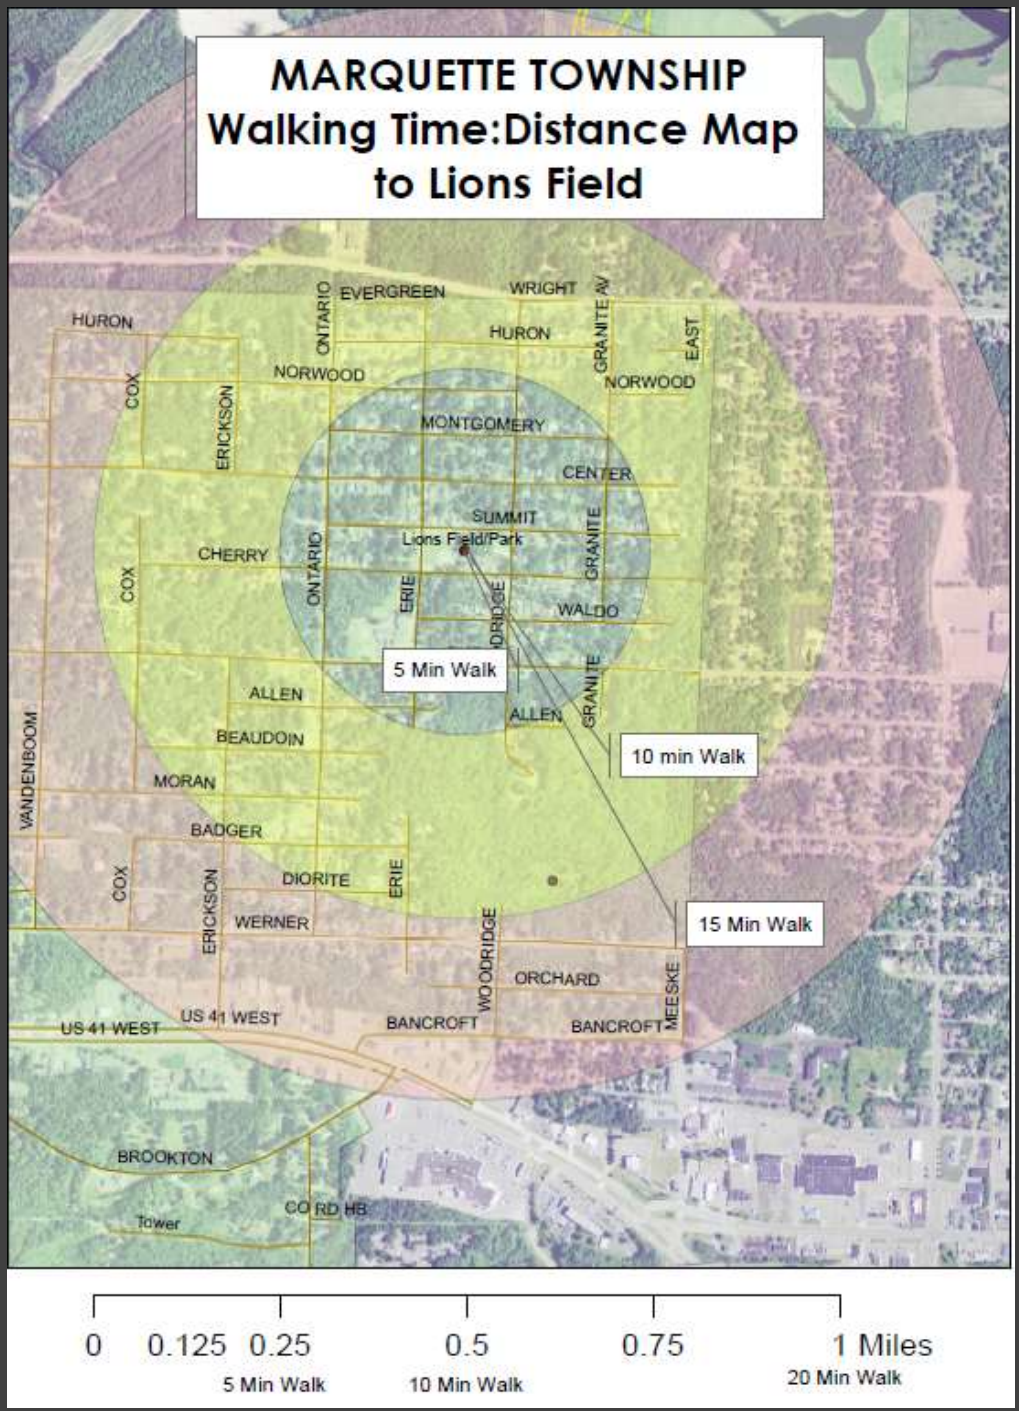 MARQUETTE TOWNSHIP
Walking Time:Distance Map
to Lions Field
EVERGREEN
WRIGHT
HURON
ONTARIO
HURON
GRANITE AV
EAST
NORWOOD
NORWOOD
COX
ERICKSON
MONTGOMERY
CENTER
SUMMIT
Lions Field/Park
CHERRY
ONTARIO
GRANITE
COX
ERIE
WALDO
DRIDGE
5 Min Walk
GRANITE
ALLEN
ALLEN
BEAUDOIN
10 min Walk
VANDENBOOM
MORAN
BADGER
COX
DIORITE
ERIE
ERICKSON
WERNER
15 Min Walk
WOODRIDGE
ORCHARD
MEESKE
US 41 WEST
US 41 WEST
BANCROFT
BANCROFT
BROOKTON
CO RD HB
Tower
0 0.125 0.25 0.5 0.75 1 Miles
5 Min Walk 10 Min Walk 20 Min Walk